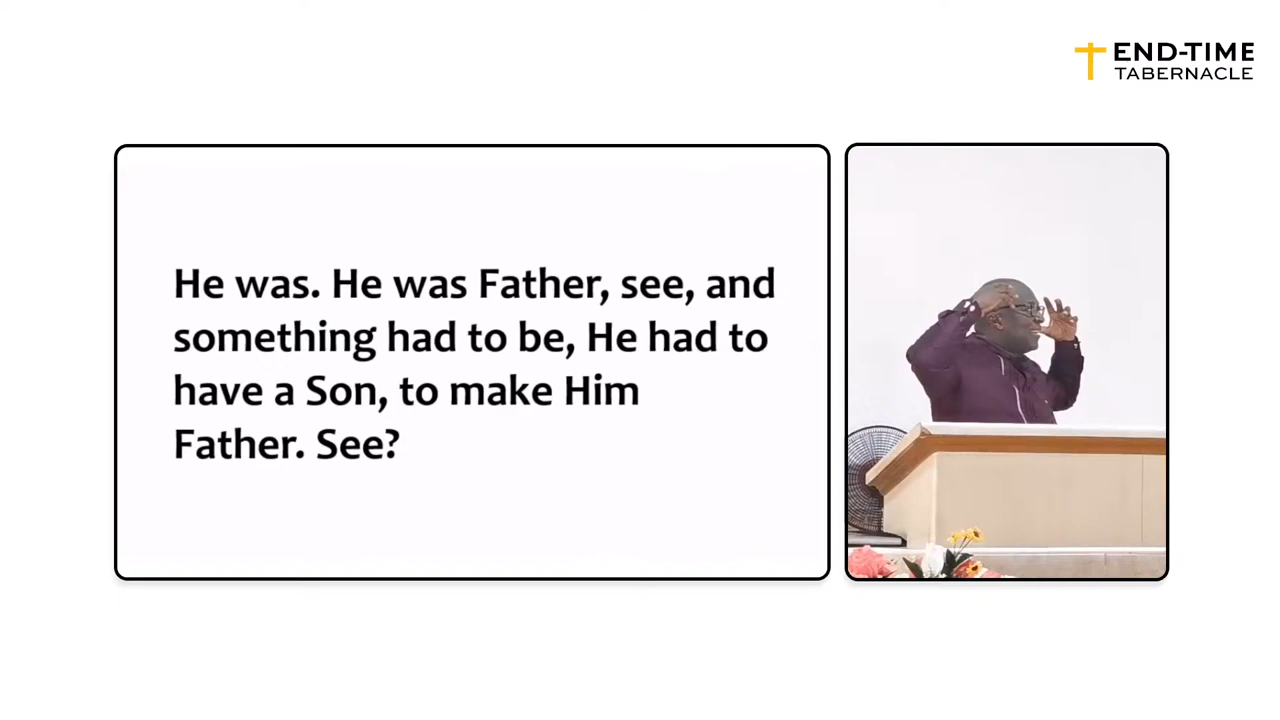 END-TIME
TABERNACLE
He was. He was Father, see, and
something had to be, He had to
have a Son, to make Him
Father. See?